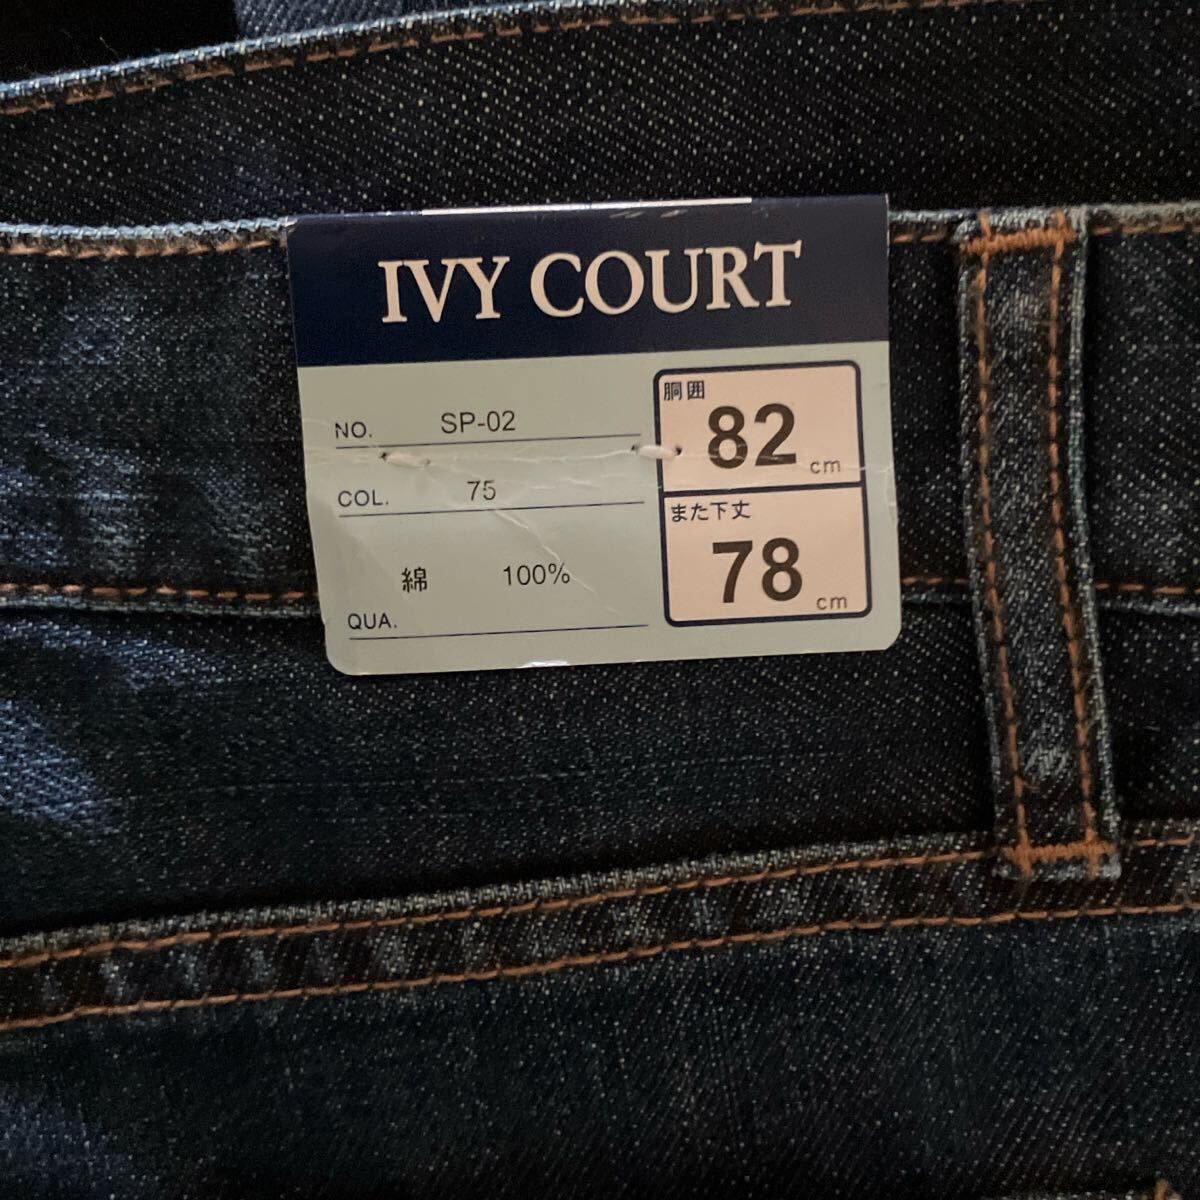 IVY COURT
NO. SP-02
COL. 75
綿 100%
QUA.
胴囲
82 cm
また下丈
78 cm